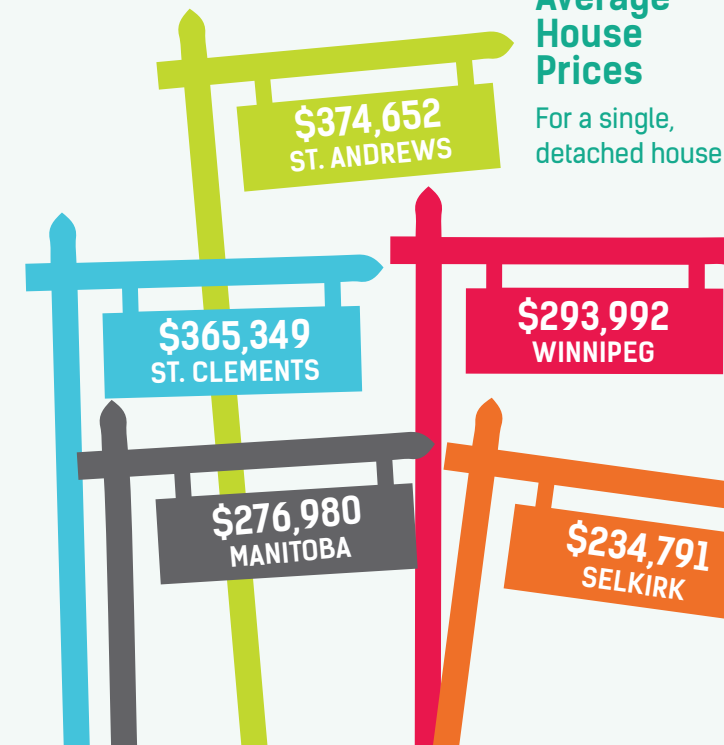 Average
House
Prices
For a single,
detached house
$374,652
ST. ANDREWS
$365,349
ST. CLEMENTS
$293,992
WINNIPEG
$276,980
MANITOBA
$234,791
SELKIRK